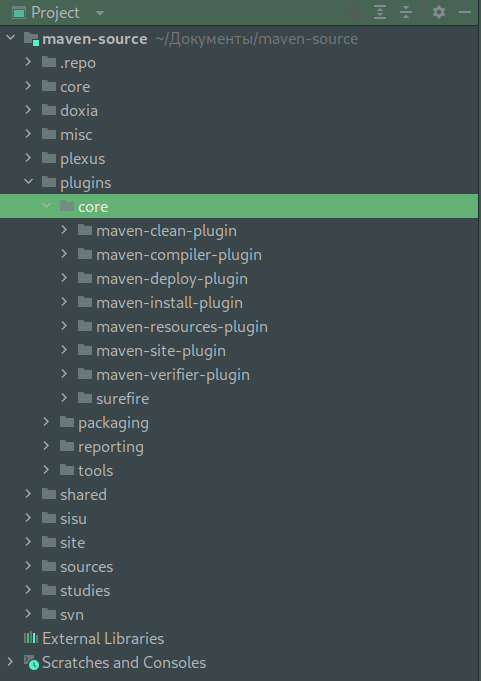 Project
maven-source ~/Документы/maven-source
.repo
core
doxia
misc
plexus
plugins
core
maven-clean-plugin
maven-compiler-plugin
maven-deploy-plugin
maven-install-plugin
maven-resources-plugin
maven-site-plugin
maven-verifier-plugin
surefire
packaging
reporting
tools
shared
sisu
site
sources
studies
svn
External Libraries
Scratches and Consoles